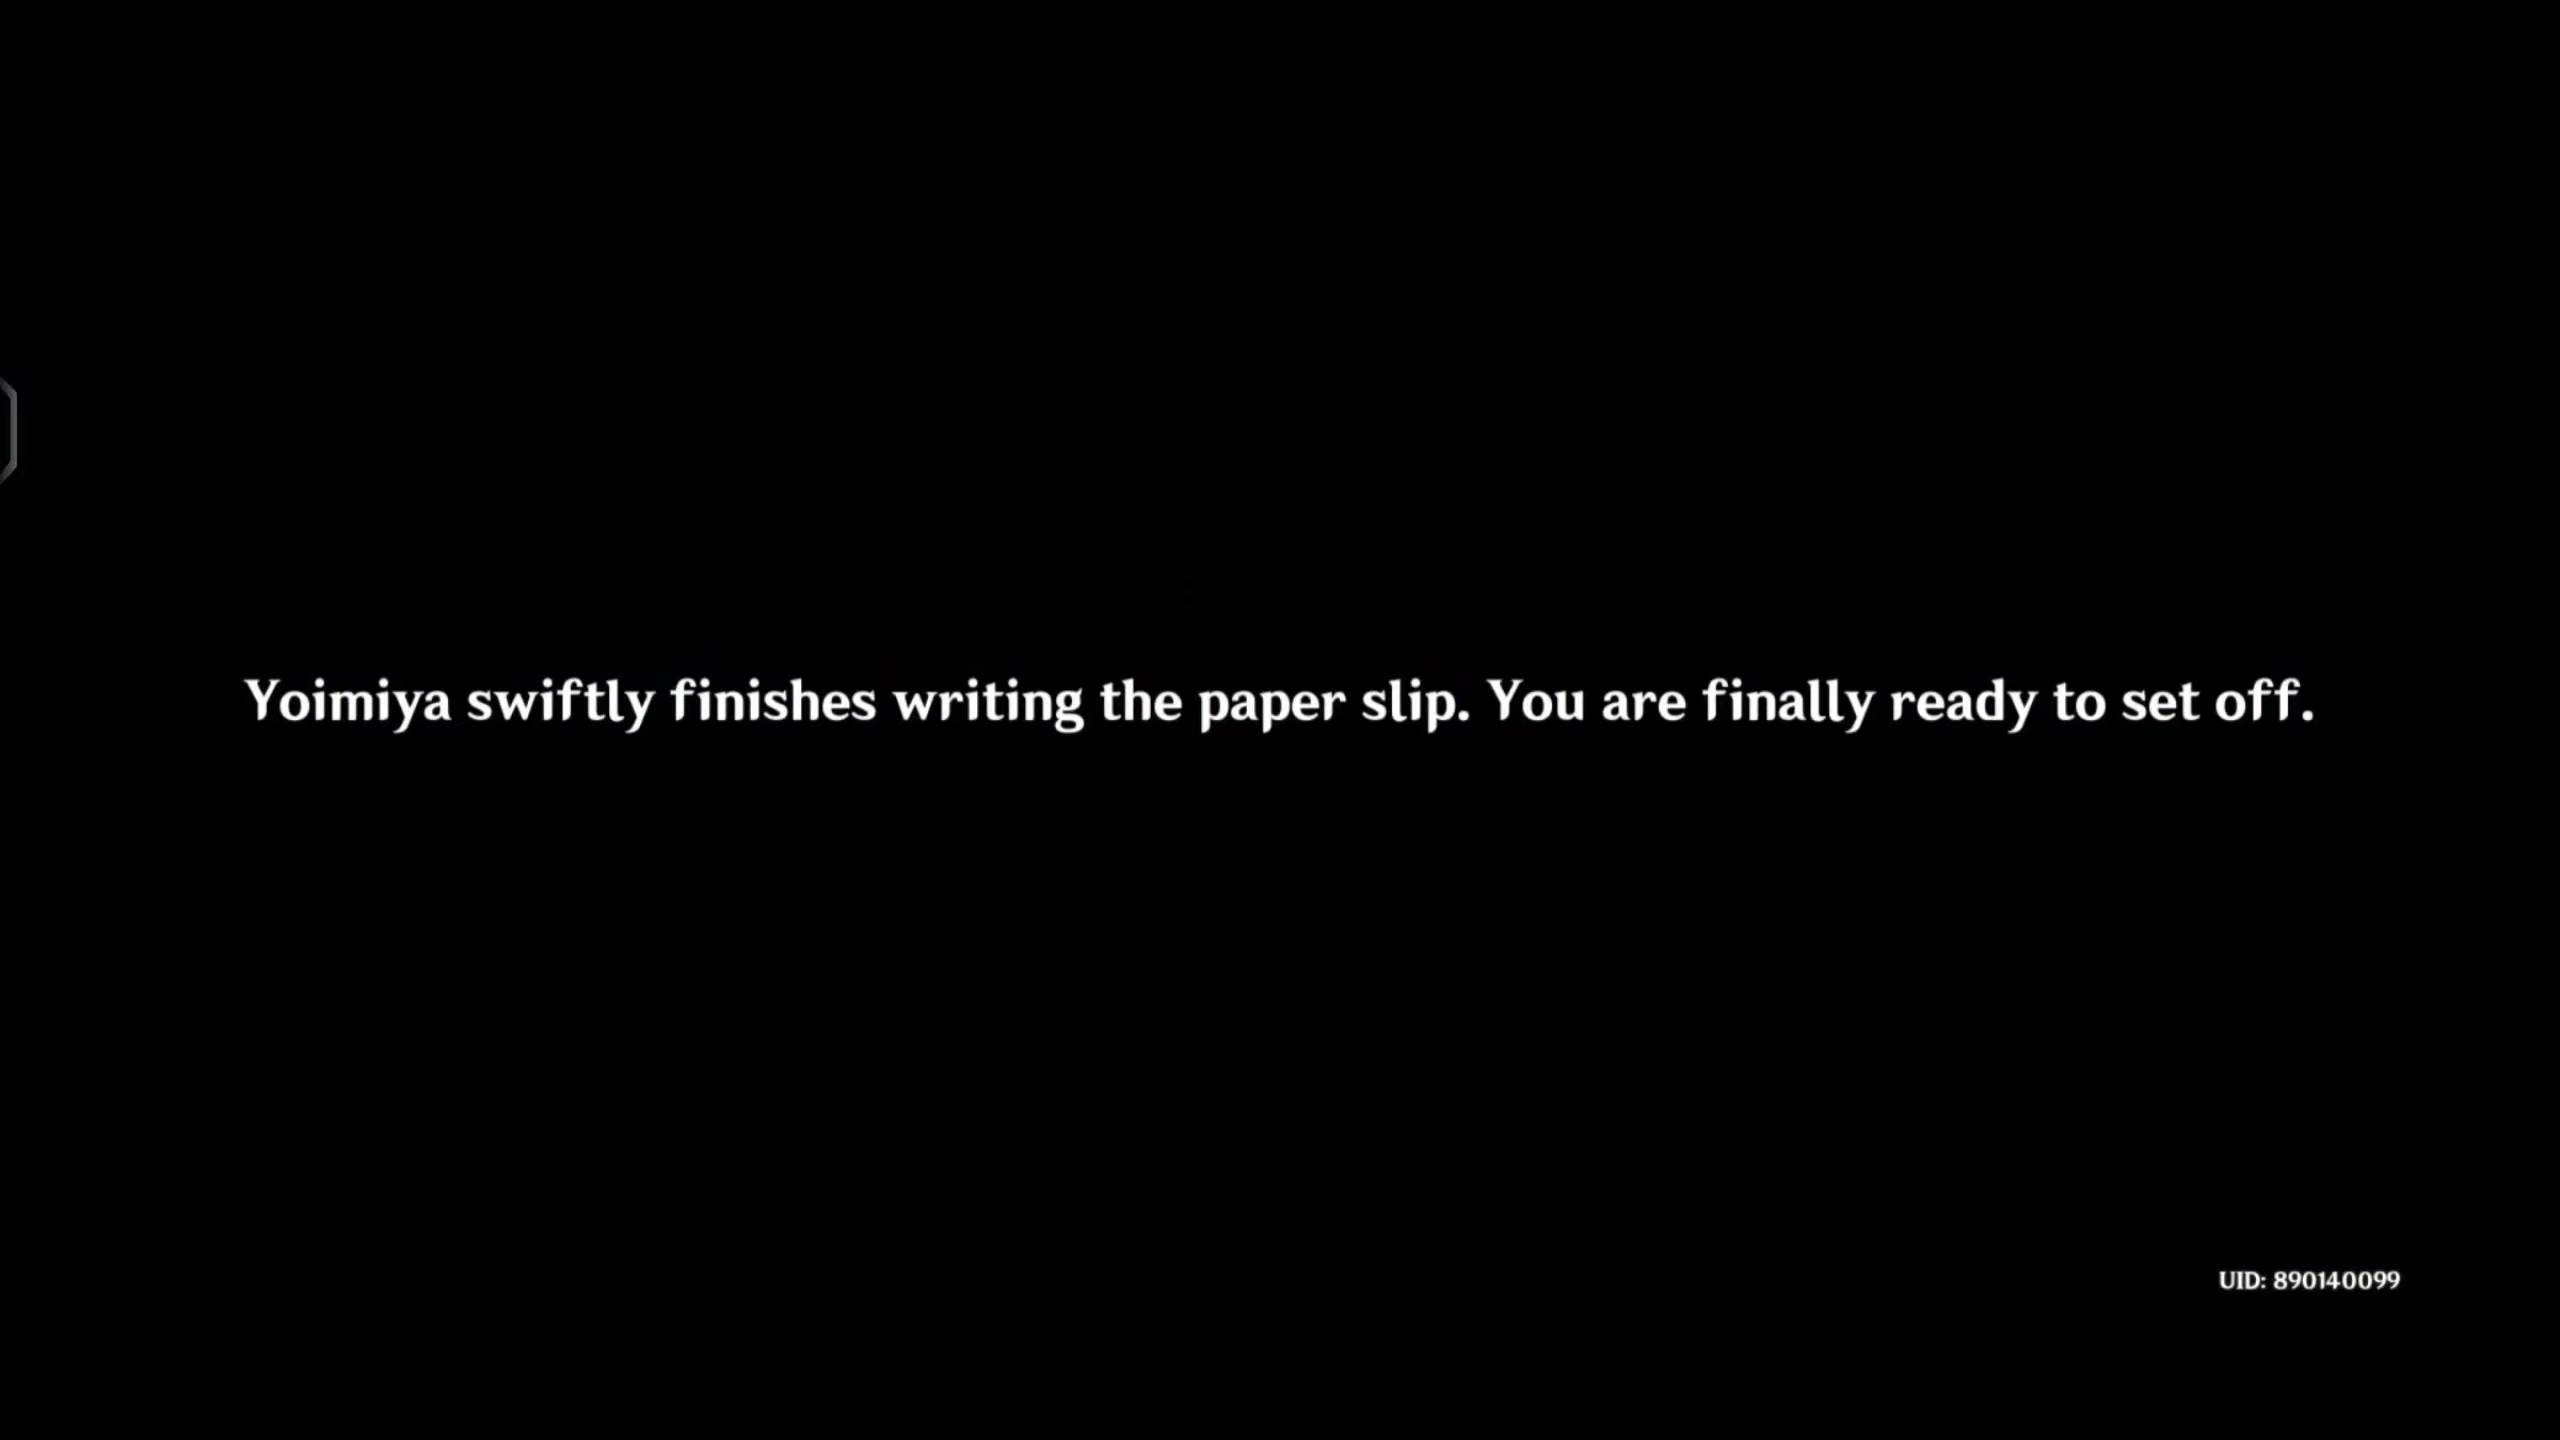 Yoimiya swiftly finishes writing the paper slip. You are finally ready to set off.
UID: 890140099